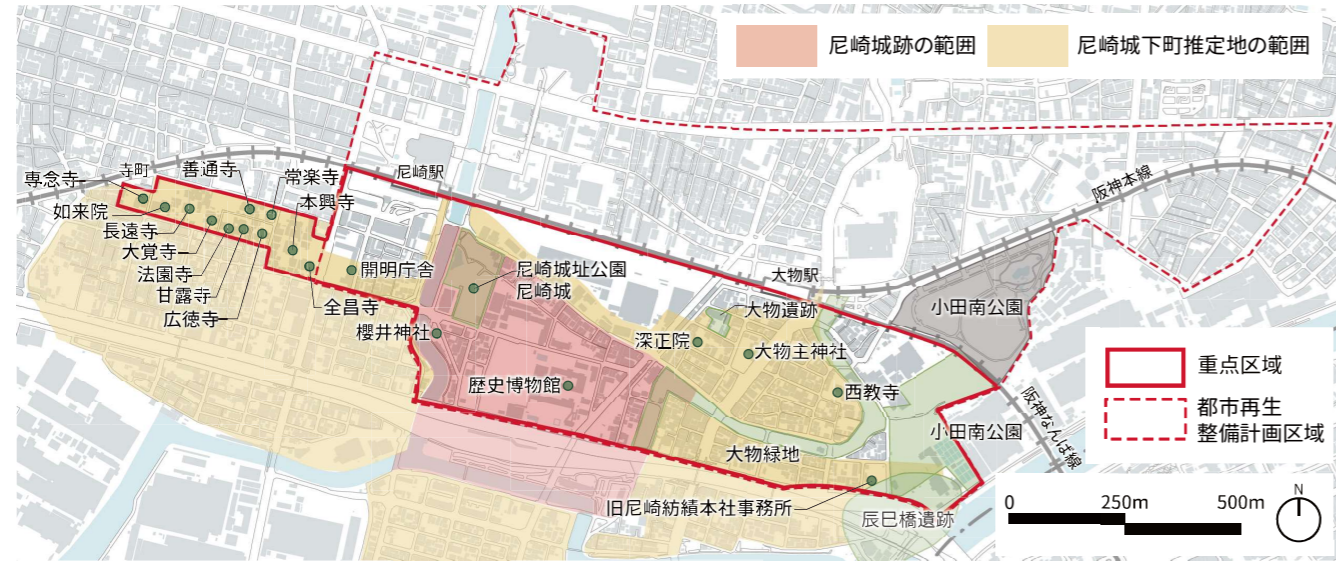 尼崎城跡の範囲
尼崎城下町推定地の範囲
専念寺
寺町
善通寺
常楽寺
尼崎駅
阪神本線
如来院
本興寺
長遠寺
大覚寺
法園寺
甘露寺
広徳寺
開明庁舎
全昌寺
尼崎城址公園
尼崎城
櫻井神社
大物駅
大物遺跡
小田南公園
深正院
大物主神社
歴史博物館
西教寺
阪神なんば線
小田南公園
大物緑地
旧尼崎紡績本社事務所
辰巳橋遺跡
重点区域
都市再生
整備計画区域
0 250m 500m
N